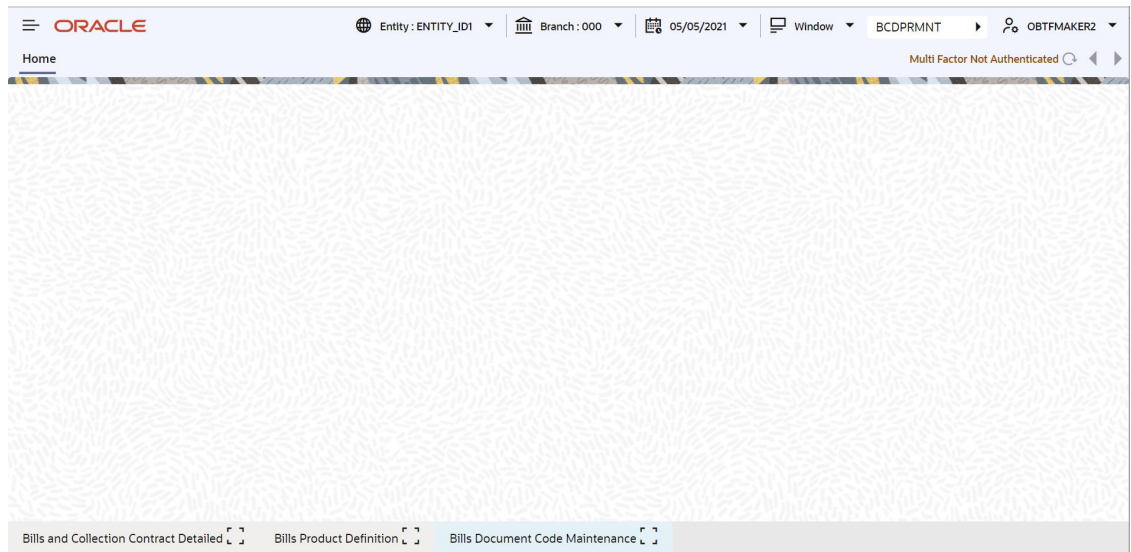 ORACLE Entity : ENTITY_ID1 Branch : 000 05/05/2021 Window BCDPRMNT OBTFMAKER2
Home Multi Factor Not Authenticated
Bills and Collection Contract Detailed Bills Product Definition Bills Document Code Maintenance